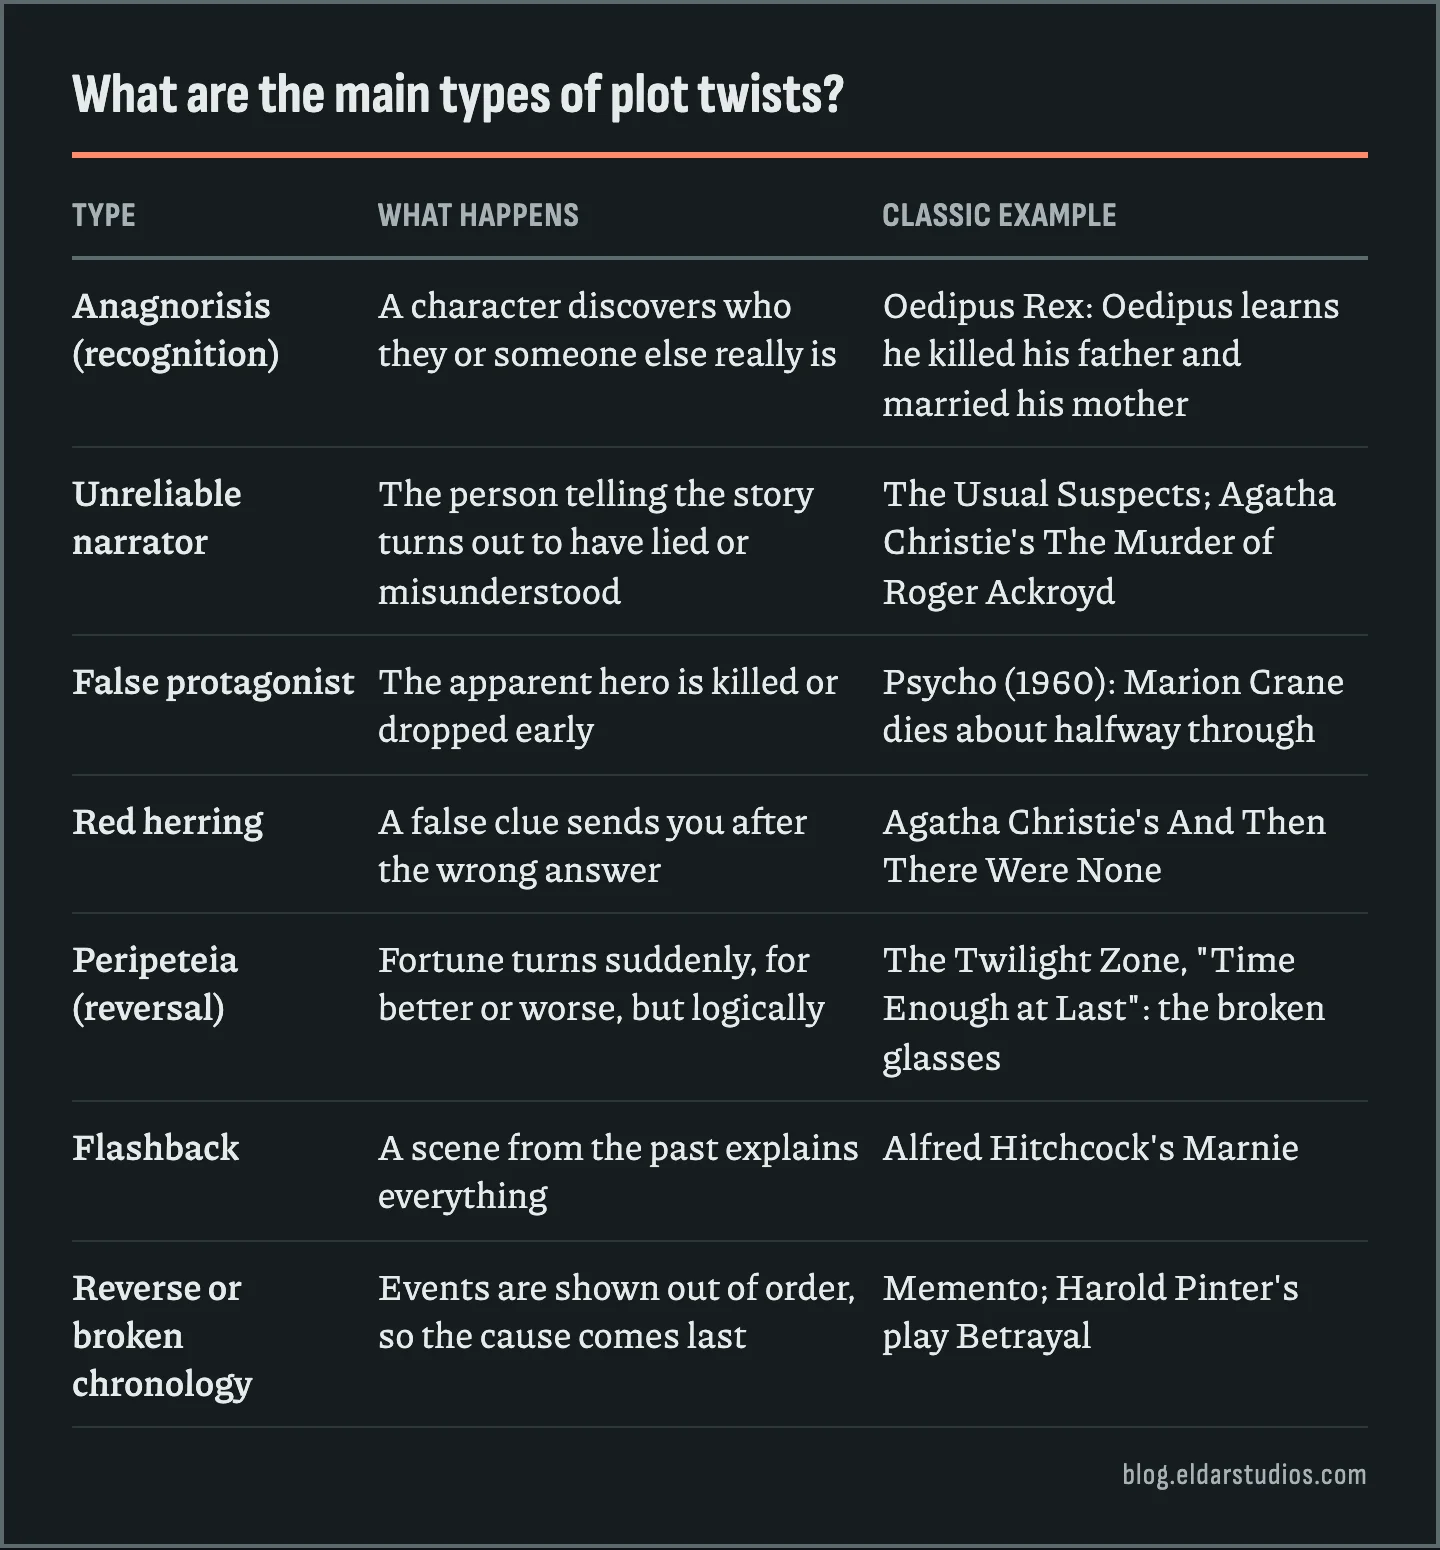 What are the main types of plot twists?
TYPE WHAT HAPPENS CLASSIC EXAMPLE
Anagnorisis A character discovers who Oedipus Rex: Oedipus learns
(recognition) they or someone else really is he killed his father and
married his mother
Unreliable The person telling the story The Usual Suspects; Agatha
narrator turns out to have lied or Christie's The Murder of
misunderstood Roger Ackroyd
False protagonist The apparent hero is killed or Psycho (1960): Marion Crane
dropped early dies about halfway through
Red herring A false clue sends you after Agatha Christie's And Then
the wrong answer There Were None
Peripeteia Fortune turns suddenly, for The Twilight Zone, "Time
(reversal) better or worse, but logically Enough at Last": the broken
glasses
Flashback A scene from the past explains Alfred Hitchcock's Marnie
everything
Reverse or Events are shown out of order, Memento; Harold Pinter's
broken so the cause comes last play Betrayal
chronology
blog.eldarstudios.com